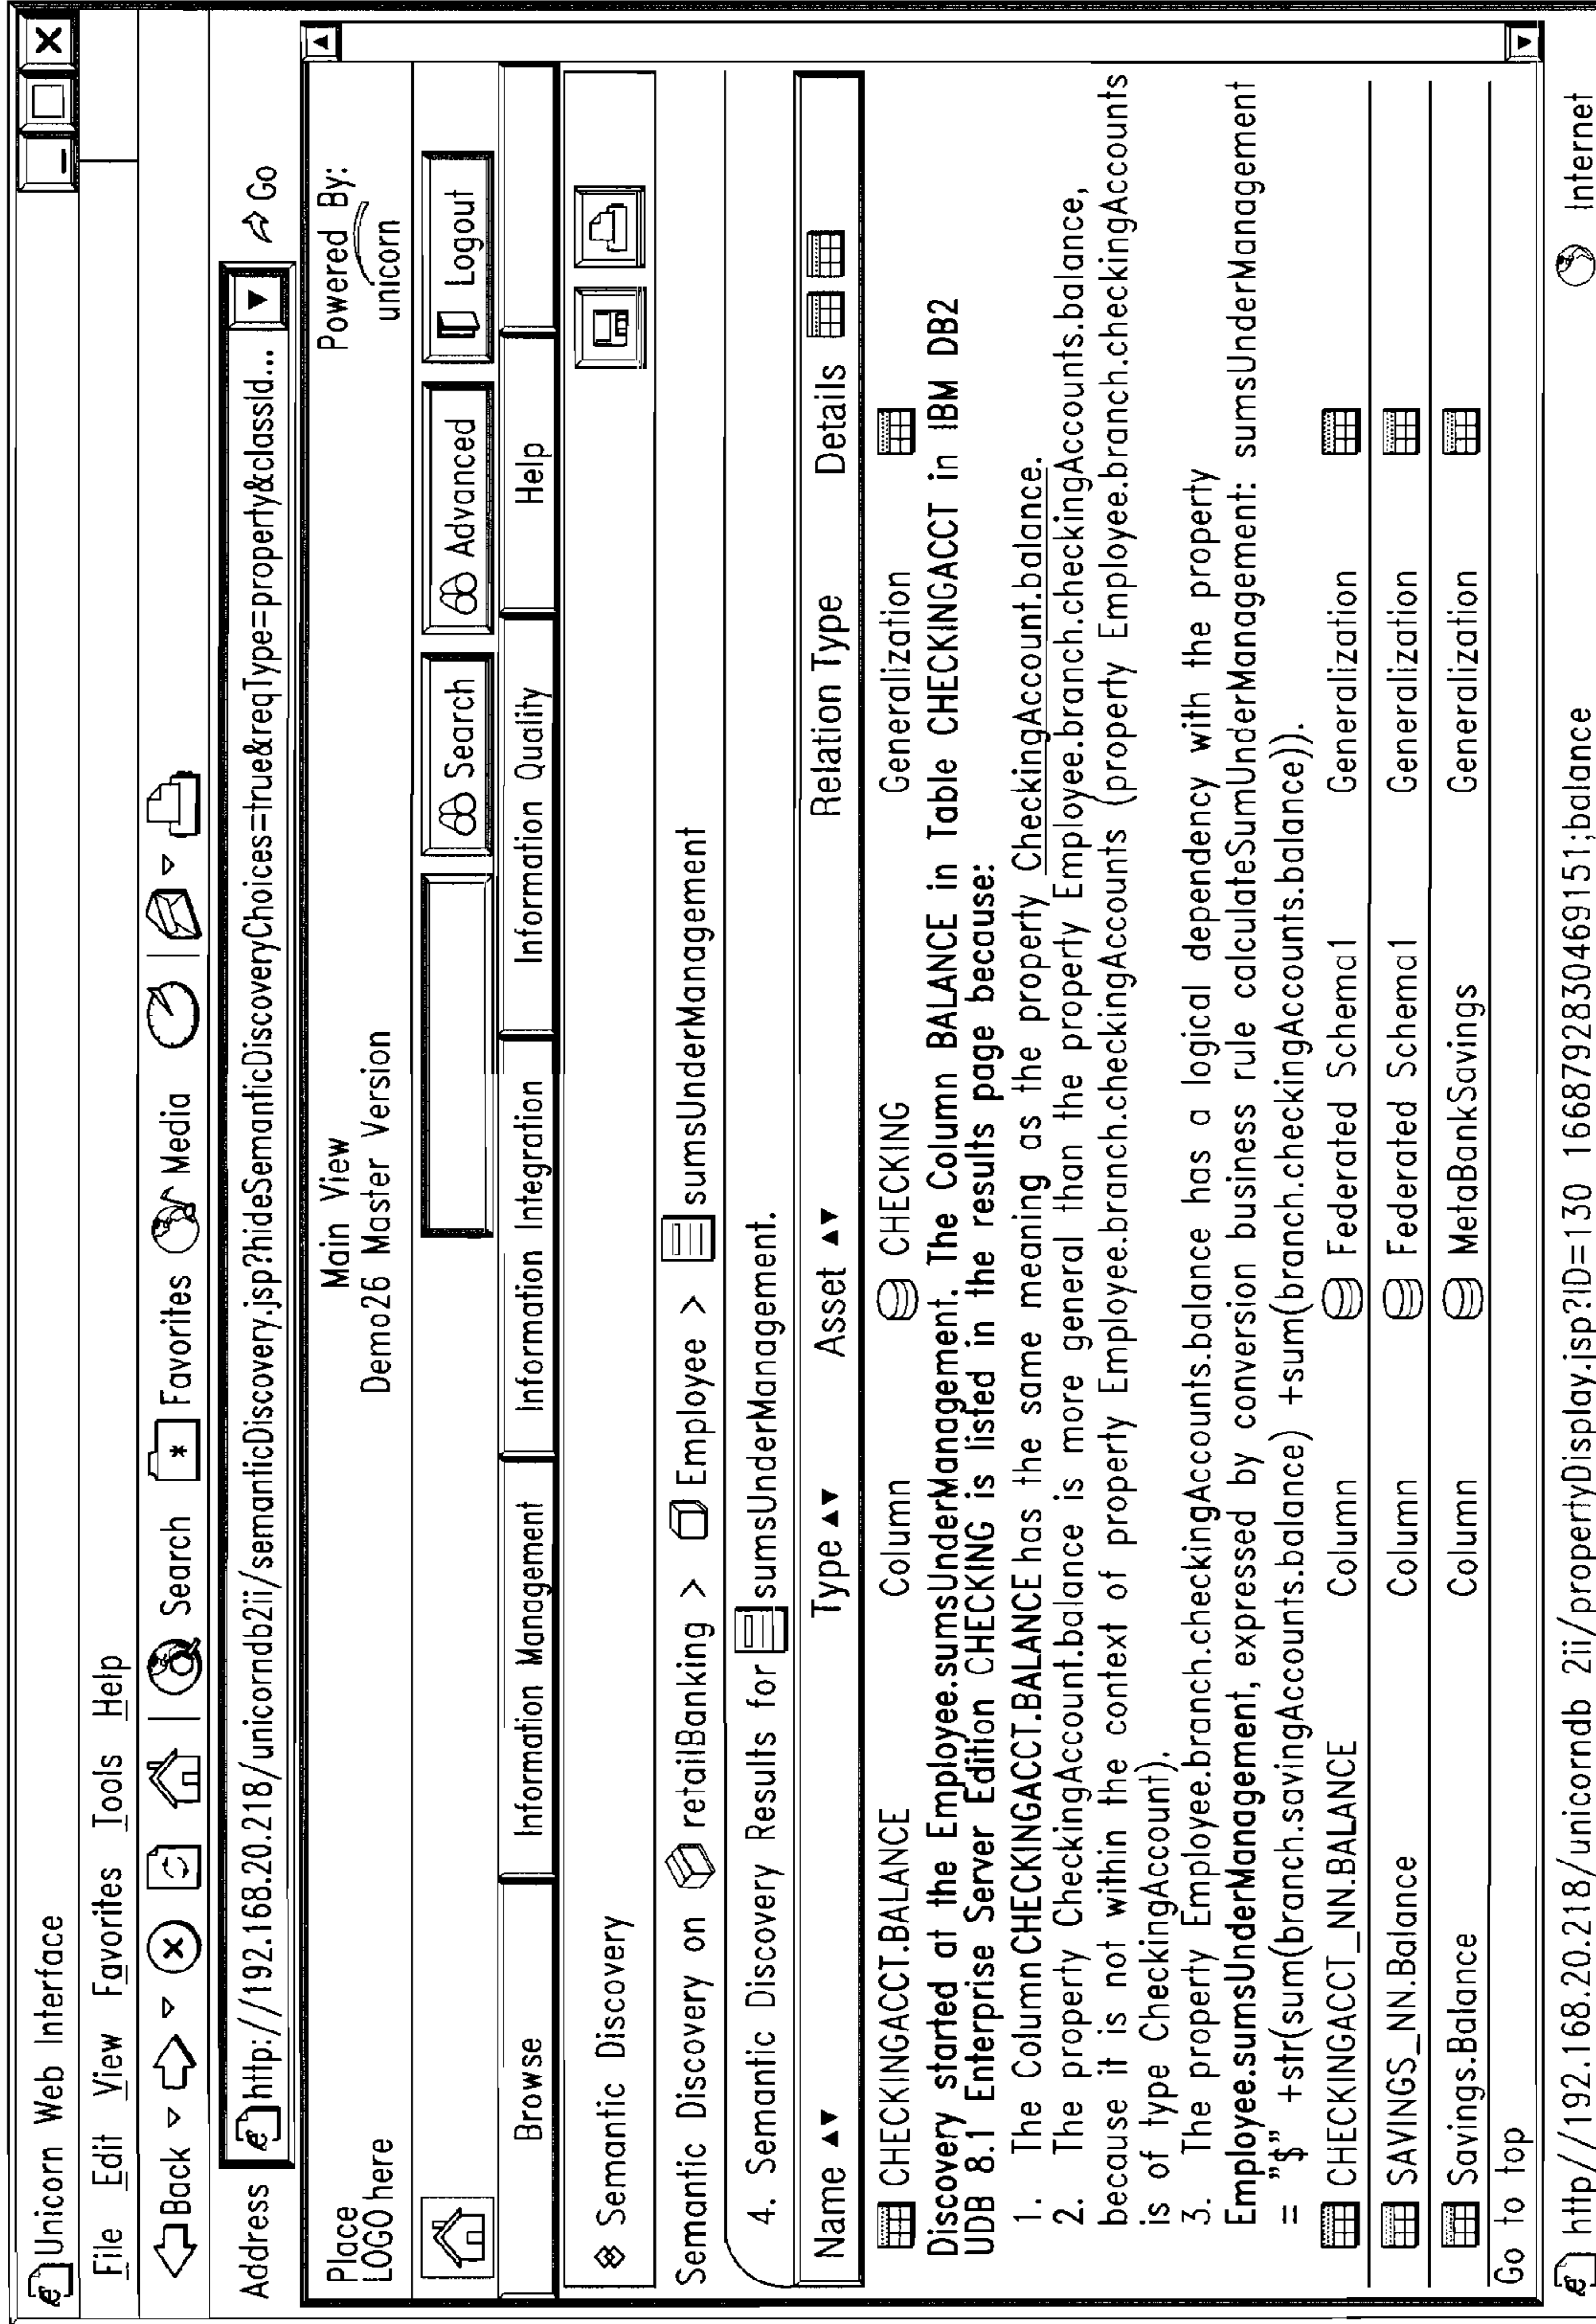 Unicorn Web Interface
File Edit View Favorites Tools Help
Back Search Favorites Media
Address http://192.168.20.218/unicorndb2ii/semanticDiscovery.jsp?hideSemanticDiscoveryChoices=true&reqType=property&classId... Go
Place
LOGO here
Main View
Demo26 Master Version
Powered By:
unicorn
Search Advanced Logout
Browse Information Management Information Integration Information Quality Help
Semantic Discovery
Semantic Discovery on retailBanking > Employee > sumsUnderManagement
4. Semantic Discovery Results for sumsUnderManagement.
Name ▲▼ Type ▲▼ Asset ▲▼ Relation Type Details
CHECKINGACCT.BALANCE Column CHECKING Generalization
Discovery started at the Employee.sumsUnderManagement. The Column BALANCE in Table CHECKINGACCT in IBM DB2
UDB 8.1' Enterprise Server Edition CHECKING is listed in the results page because:
1. The Column CHECKINGACCT.BALANCE has the same meaning as the property CheckingAccount.balance.
2. The property CheckingAccount.balance is more general than the property Employee.branch.checkingAccounts.balance,
because it is not within the context of property Employee.branch.checkingAccounts (property Employee.branch.checkingAccounts
is of type CheckingAccount).
3. The property Employee.branch.checkingAccounts.balance has a logical dependency with the property
Employee.sumsUnderManagement, expressed by conversion business rule calculateSumUnderManagement: sumsUnderManagement
= "$" +str(sum(branch.savingAccounts.balance) +sum(branch.checkingAccounts.balance)).
CHECKINGACCT_NN.BALANCE Column Federated Schema1 Generalization
SAVINGS_NN.Balance Column Federated Schema1 Generalization
Savings.Balance Column MetaBankSavings Generalization
Go to top
http//192.168.20.218/unicorndb 2ii/propertyDisplay.jsp?ID=130 1668792830469151;balance Internet